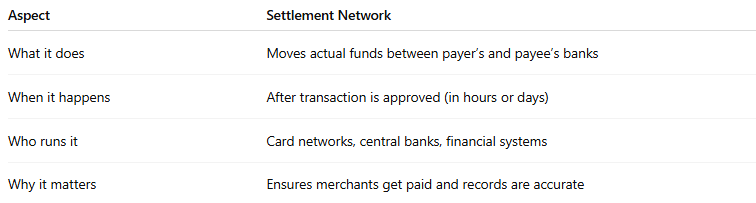 Aspect Settlement Network
What it does Moves actual funds between payer’s and payee’s banks
When it happens After transaction is approved (in hours or days)
Who runs it Card networks, central banks, financial systems
Why it matters Ensures merchants get paid and records are accurate